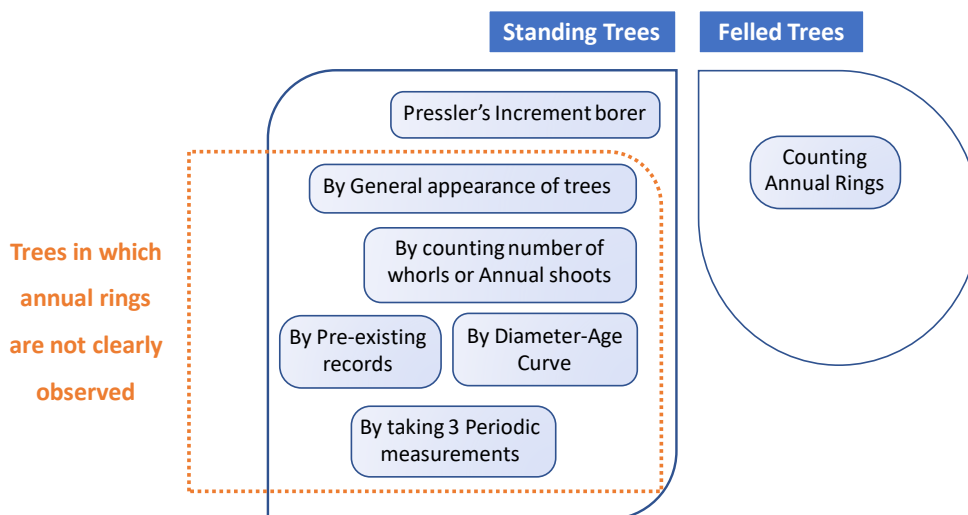 Standing Trees
Felled Trees
Pressler’s Increment borer
By General appearance of trees
By counting number of
whorls or Annual shoots
By Pre-existing
records
By Diameter-Age
Curve
By taking 3 Periodic
measurements
Counting
Annual Rings
Trees in which
annual rings
are not clearly
observed